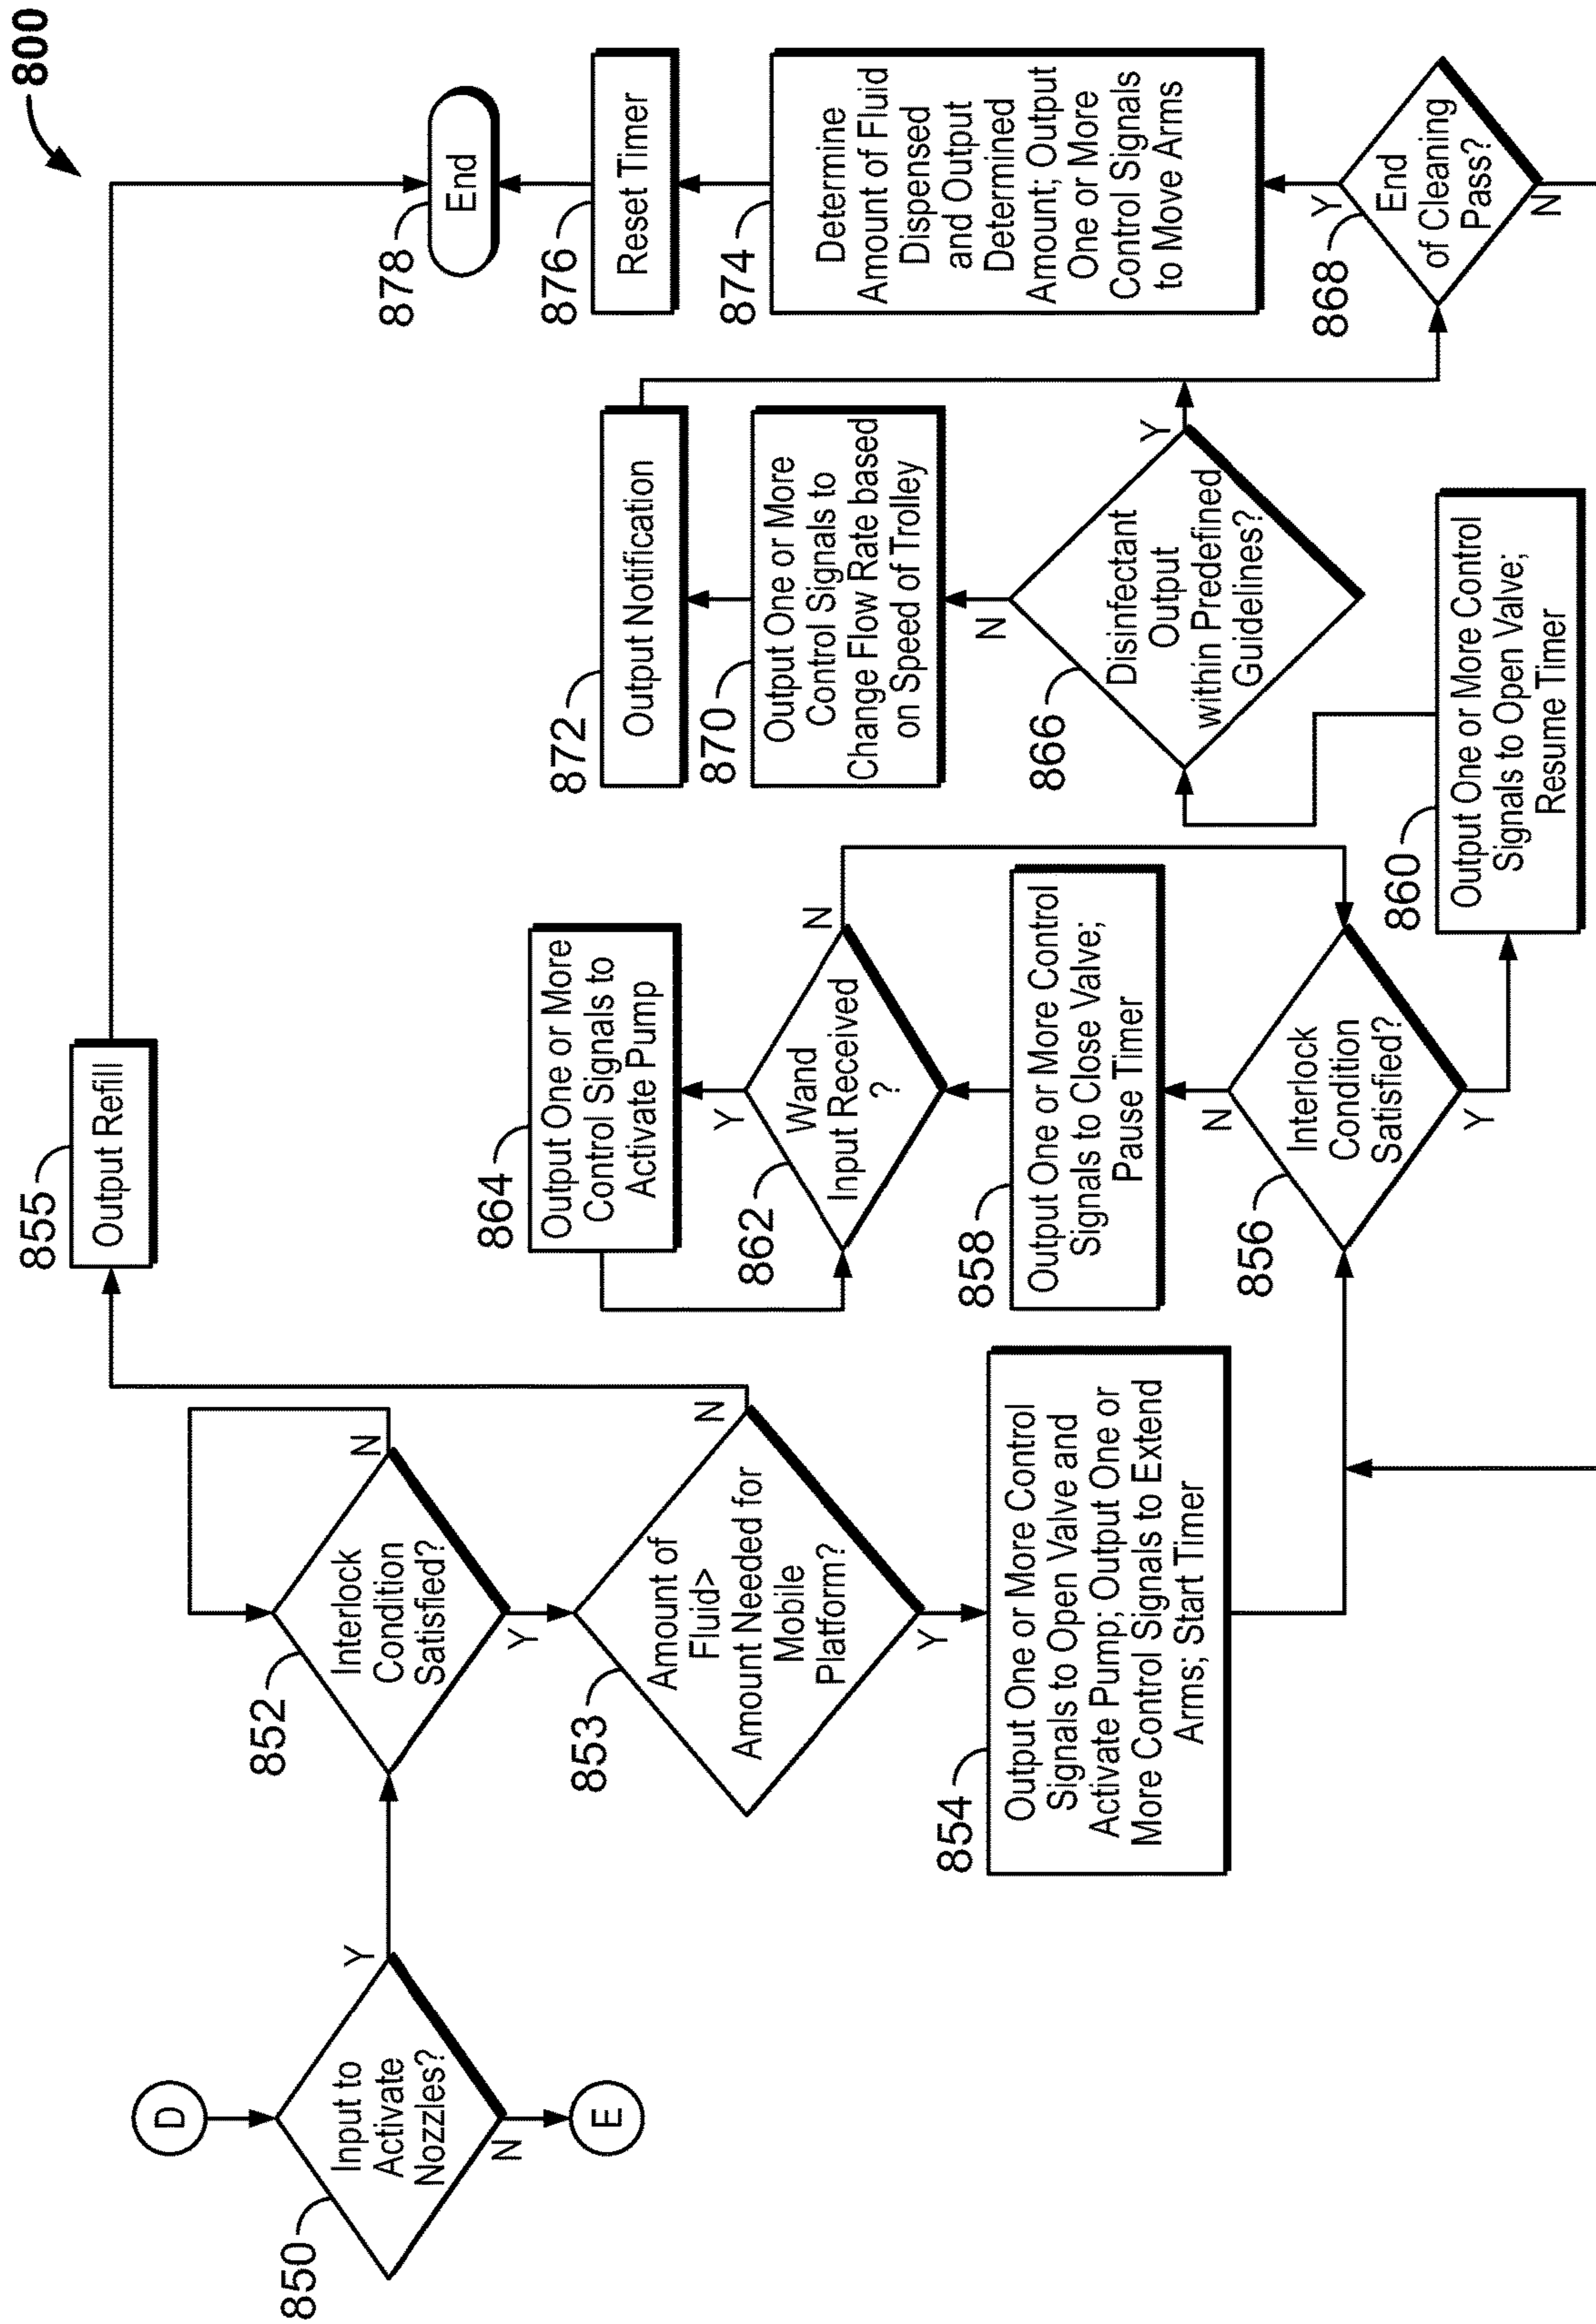 800
D
850
Input to
Activate
Nozzles?
Y
N
E
852
Interlock
Condition
Satisfied?
N
Y
853
Amount of
Fluid>
Amount Needed for
Mobile
Platform?
N
Y
855
Output Refill
854
Output One or More Control
Signals to Open Valve and
Activate Pump; Output One or
More Control Signals to Extend
Arms; Start Timer
864
Output One or More
Control Signals to
Activate Pump
862
Y
Wand
Input Received
?
N
858
Output One or More Control
Signals to Close Valve;
Pause Timer
856
N
Interlock
Condition
Satisfied?
Y
860
Output One or More Control
Signals to Open Valve;
Resume Timer
872
Output Notification
870
Output One or More
Control Signals to
Change Flow Rate based
on Speed of Trolley
866
N
Disinfectant
Output
within Predefined
Guidelines?
Y
878
End
876
Reset Timer
874
Determine
Amount of Fluid
Dispensed
and Output
Determined
Amount; Output
One or More
Control Signals
to Move Arms
868
Y
End
of Cleaning
Pass?
N